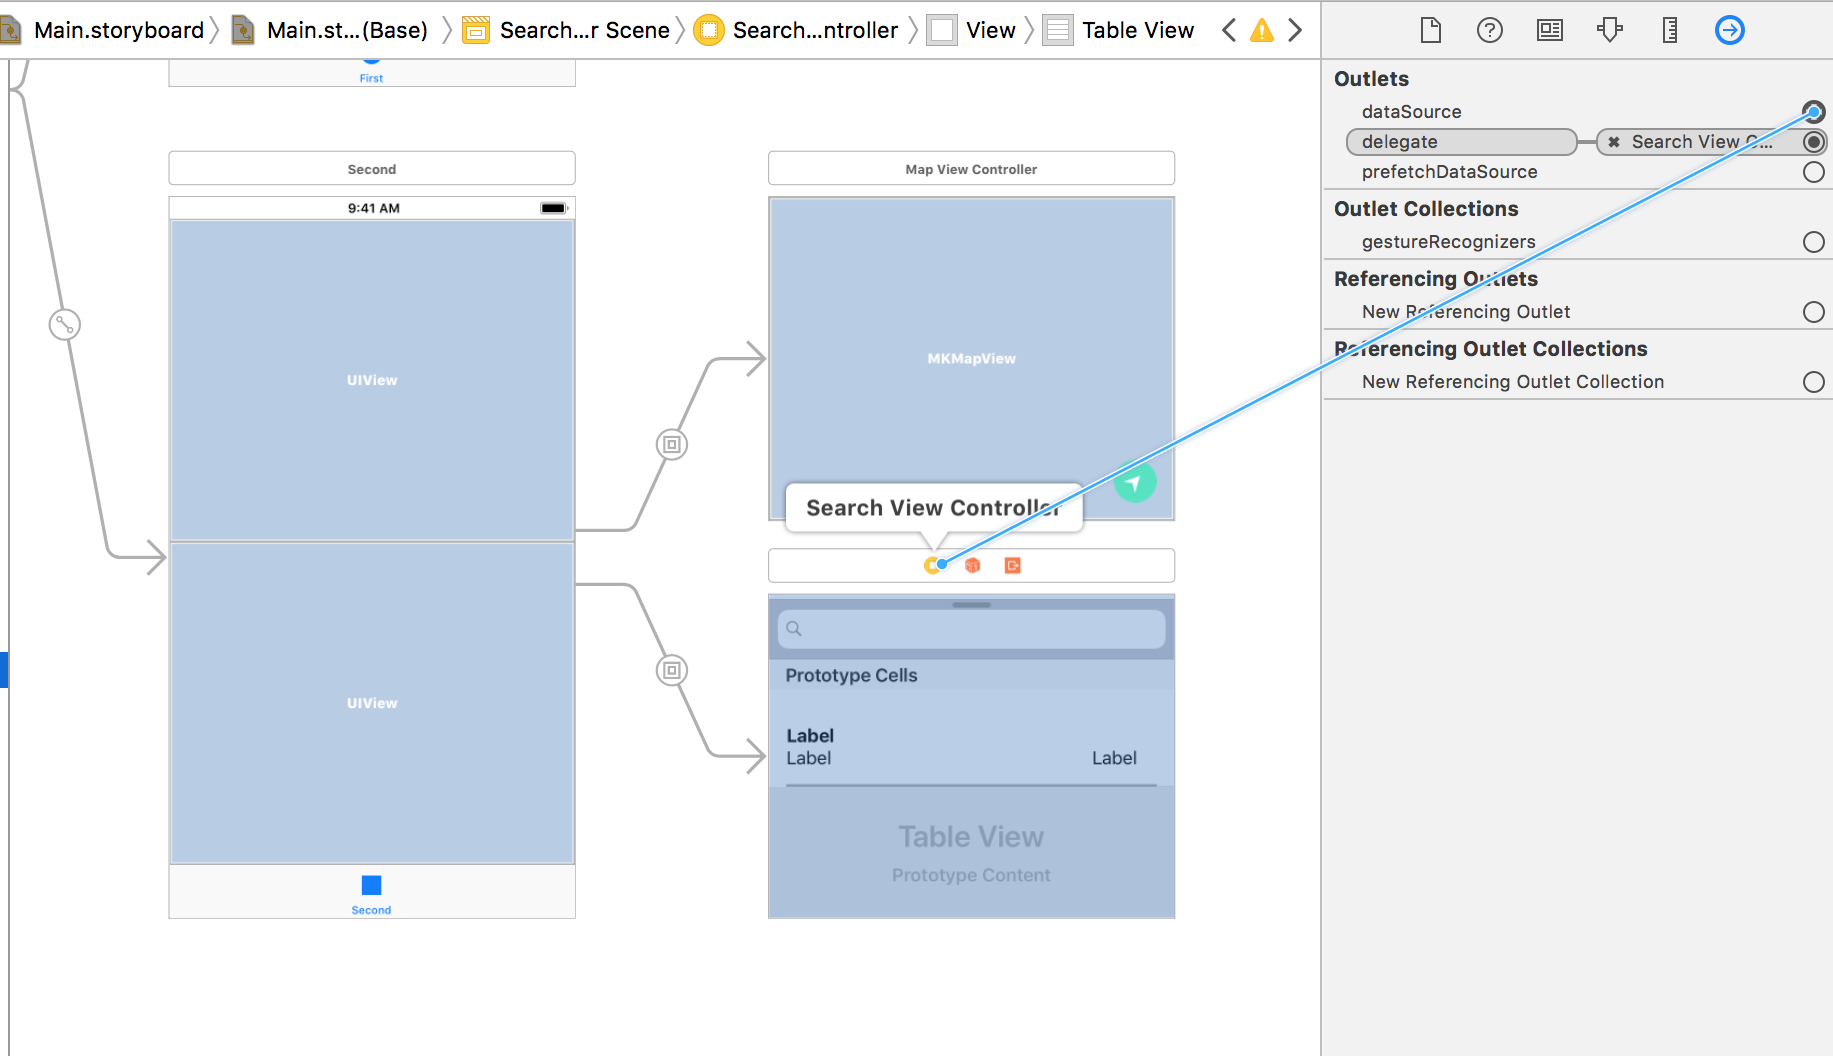 Main.storyboard
Main.st...(Base)
Search...r Scene
Search...ntroller
View
Table View
First
Second
9:41 AM
UIView
UIView
Second
Map View Controller
MKMapView
Search View Controller
Prototype Cells
Label
Label
Label
Table View
Prototype Content
Outlets
dataSource
delegate
Search View C...
prefetchDataSource
Outlet Collections
gestureRecognizers
Referencing Outlets
New Referencing Outlet
Referencing Outlet Collections
New Referencing Outlet Collection